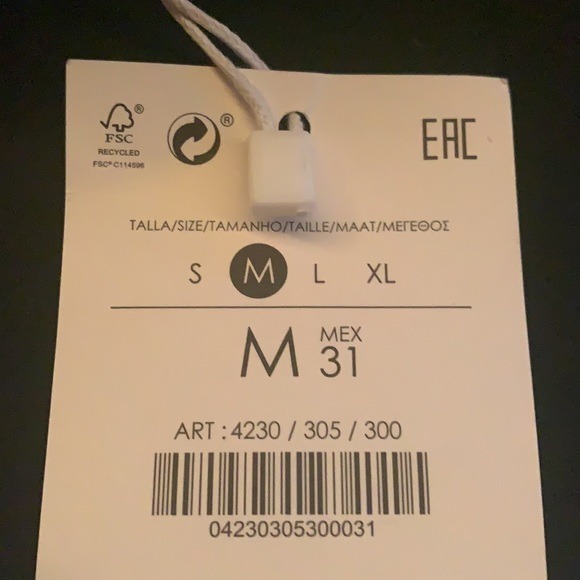 FSC®
RECYCLED
FSC® C114596
®
EAC
TALLA/SIZE/TAMANHO/TAILLE/MAAT/ΜΕΓΕΘΟΣ
S M L XL
M MEX 31
ART : 4230 / 305 / 300
04230305300031